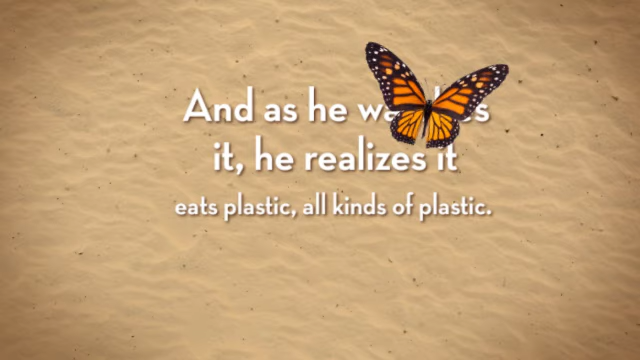 And as he
it, he realizes it
eats plastic, all kinds of plastic.